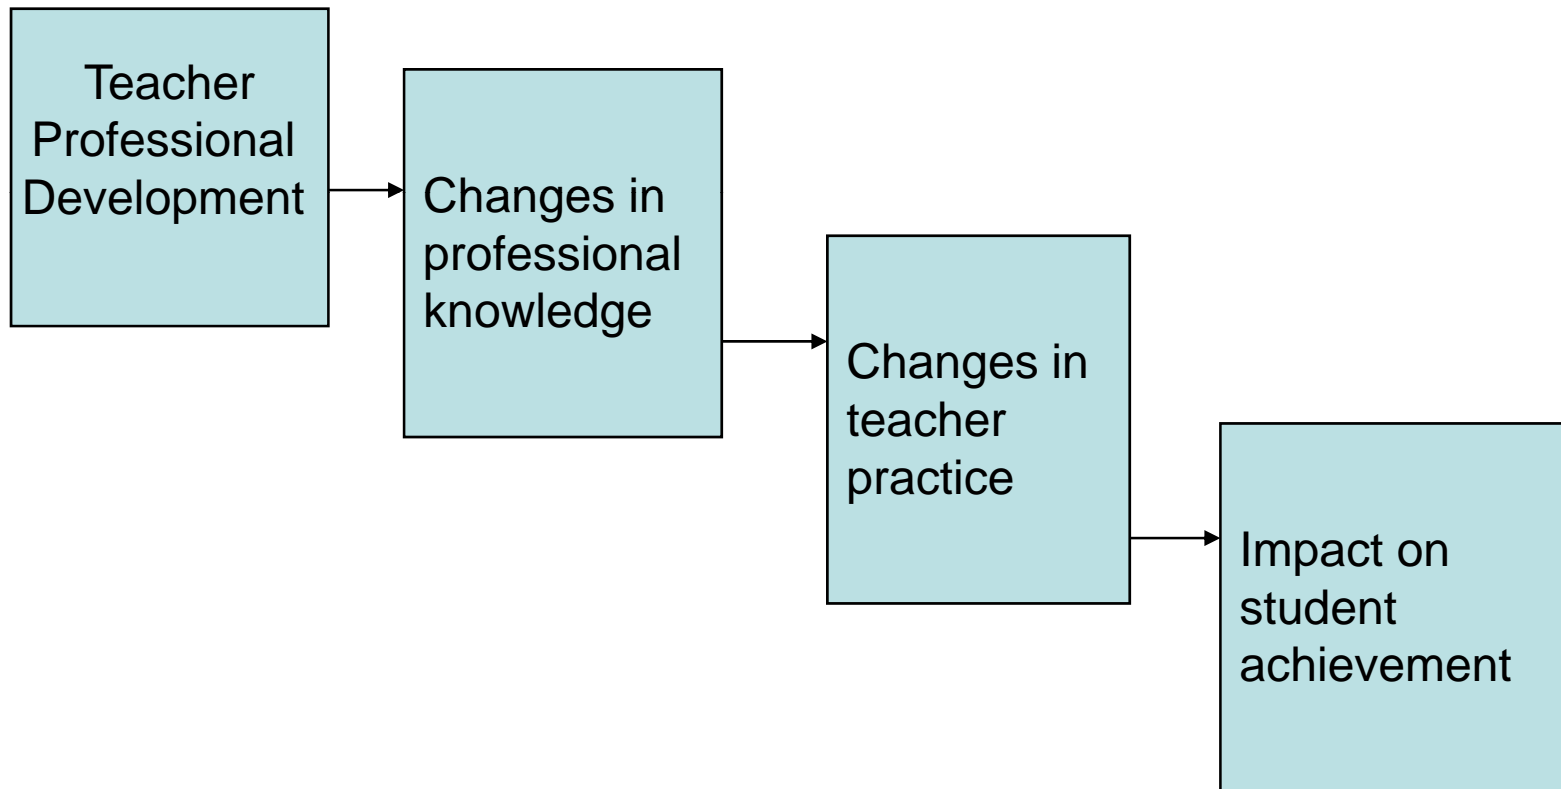 Teacher
Professional
Development
Changes in
professional
knowledge
Changes in
teacher
practice
Impact on
student
achievement